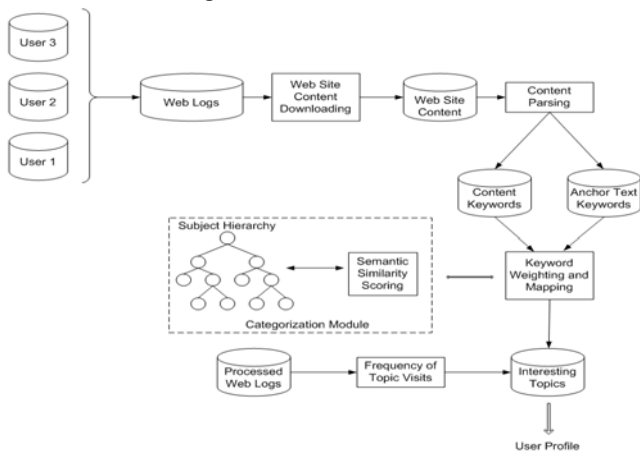 User 3
User 2
User 1
Web Logs
Web Site
Content
Downloading
Web Site
Content
Content
Parsing
Content
Keywords
Anchor Text
Keywords
Subject Hierarchy
Semantic
Similarity
Scoring
Categorization Module
Keyword
Weighting and
Mapping
Processed
Web Logs
Frequency of
Topic Visits
Interesting
Topics
User Profile